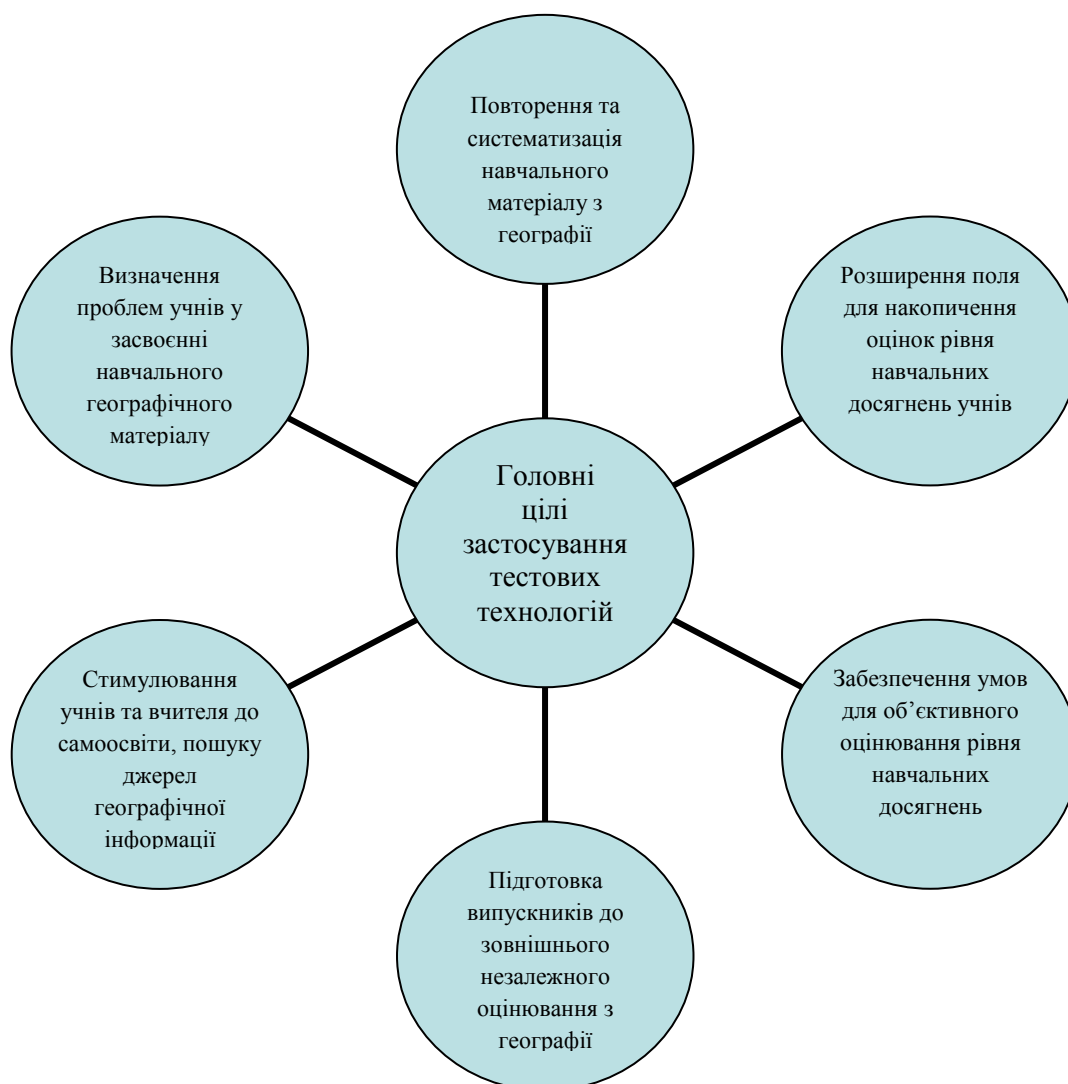 Повторення та
систематизація
навчального
матеріалу з
географії
Визначення
проблем учнів у
засвоєнні
навчального
географічного
матеріалу
Розширення поля
для накопичення
оцінок рівня
навчальних
досягнень учнів
Головні
цілі
застосування
тестових
технологій
Стимулювання
учнів та вчителя до
самоосвіти, пошуку
джерел
географічної
інформації
Забезпечення умов
для об’єктивного
оцінювання рівня
навчальних
досягнень
Підготовка
випускників до
зовнішнього
незалежного
оцінювання з
географії